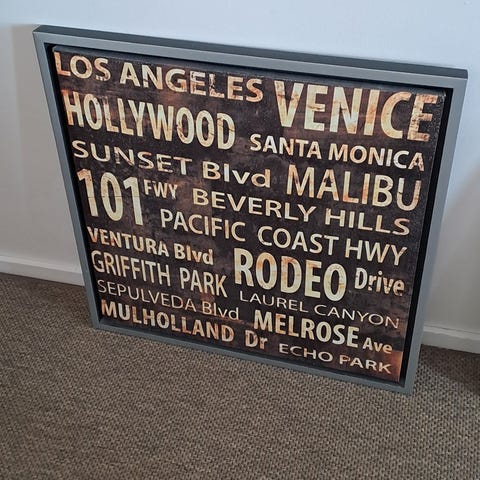 LOS ANGELES VENICE
HOLLYWOOD SANTA MONICA
SUNSET Blvd MALIBU
101 FWY BEVERLY HILLS
PACIFIC COAST HWY
VENTURA Blvd RODEO Drive
GRIFFITH PARK
SEPULVEDA Blvd LAUREL CANYON
MULHOLLAND Dr MELROSE Ave
ECHO PARK